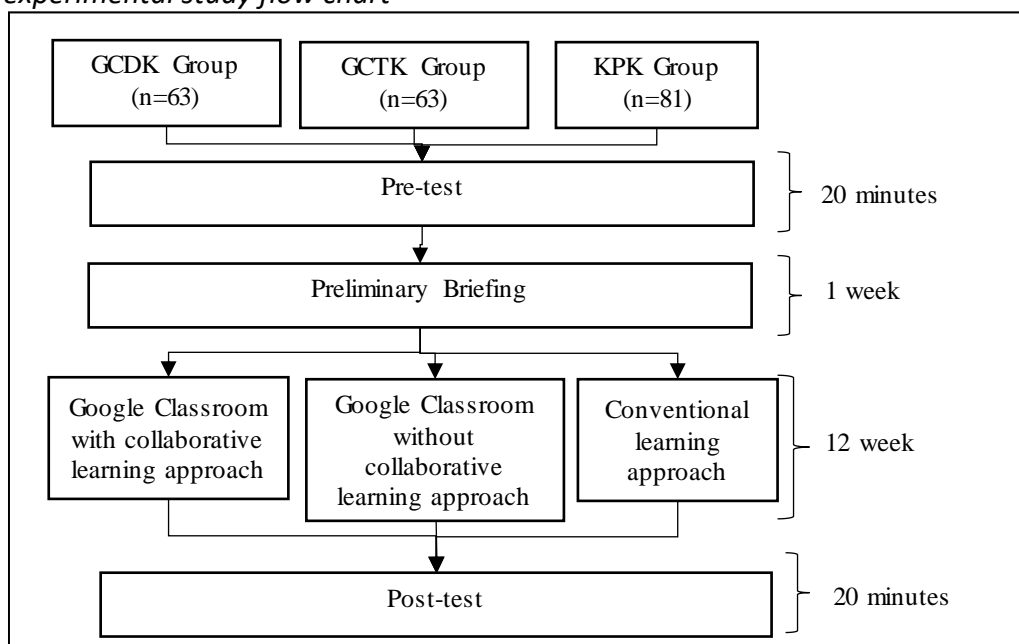 experimental study flow chart
GCDK Group
(n=63)
GCTK Group
(n=63)
KPK Group
(n=81)
Pre-test
20 minutes
Preliminary Briefing
1 week
Google Classroom
with collaborative
learning approach
Google Classroom
without
collaborative
learning approach
Conventional
learning
approach
12 week
Post-test
20 minutes